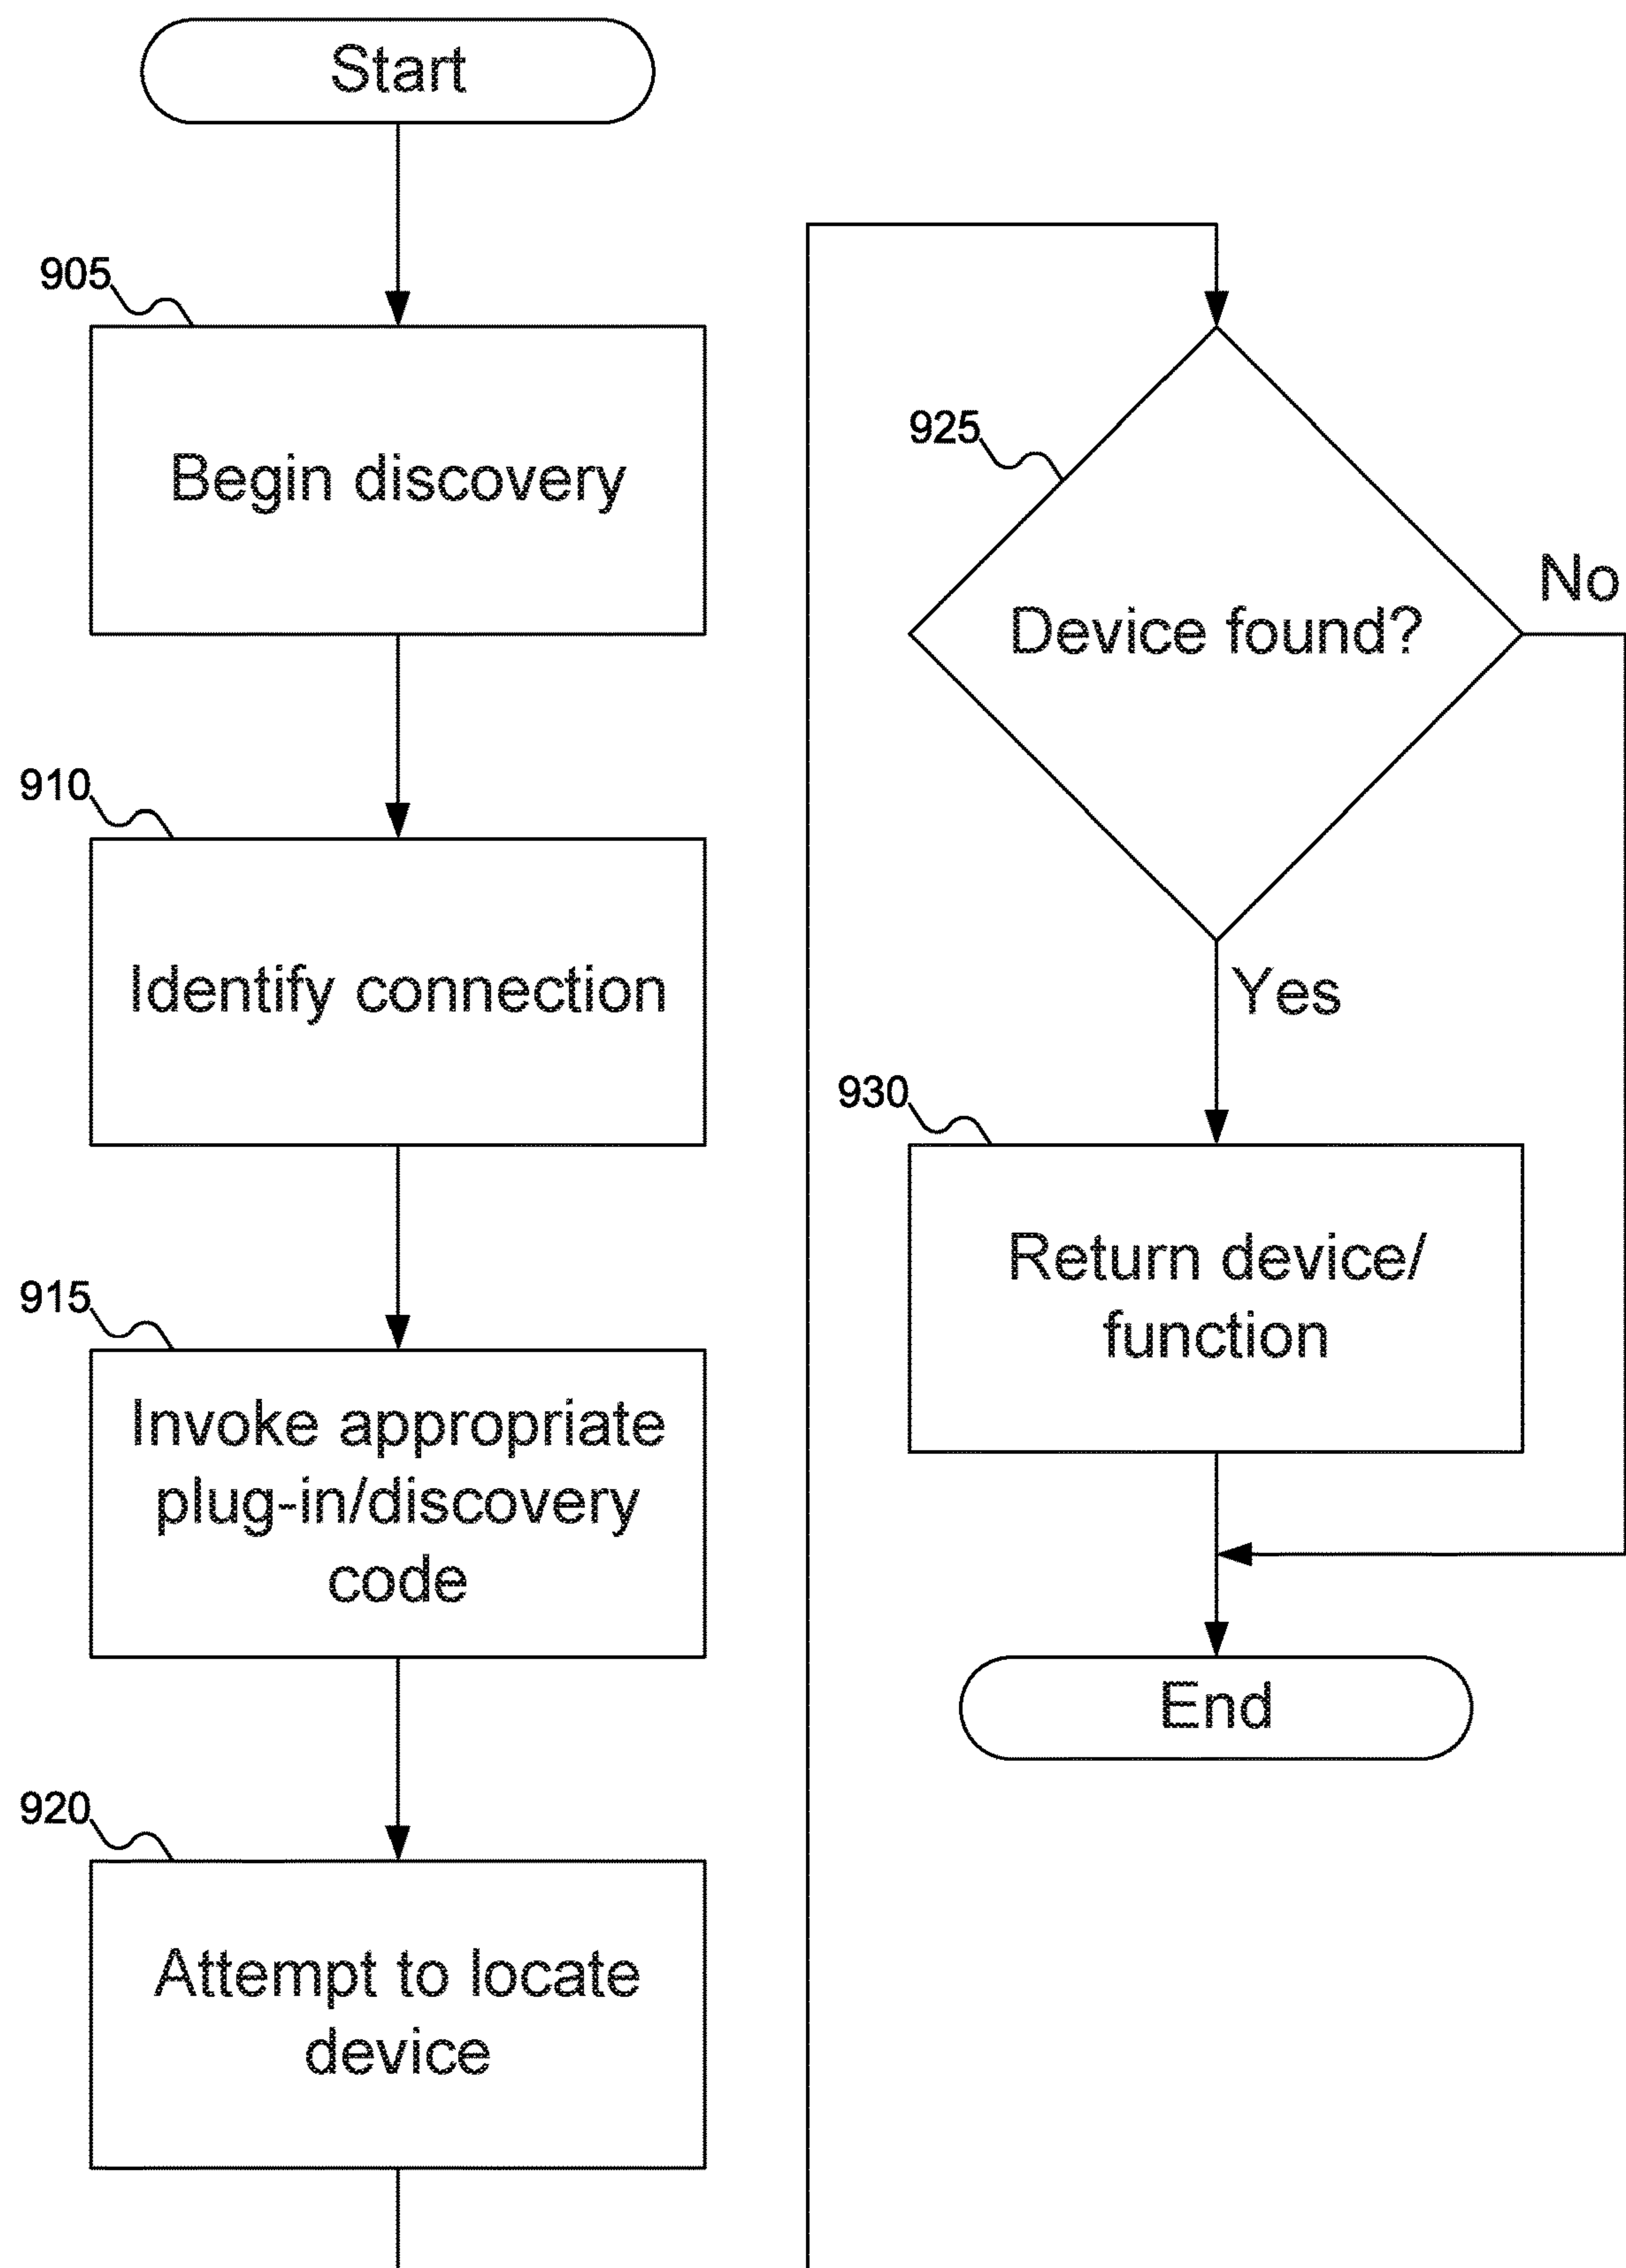 Start
905
Begin discovery
910
Identify connection
915
Invoke appropriate
plug-in/discovery
code
920
Attempt to locate
device
925
Device found?
No
Yes
930
Return device/
function
End